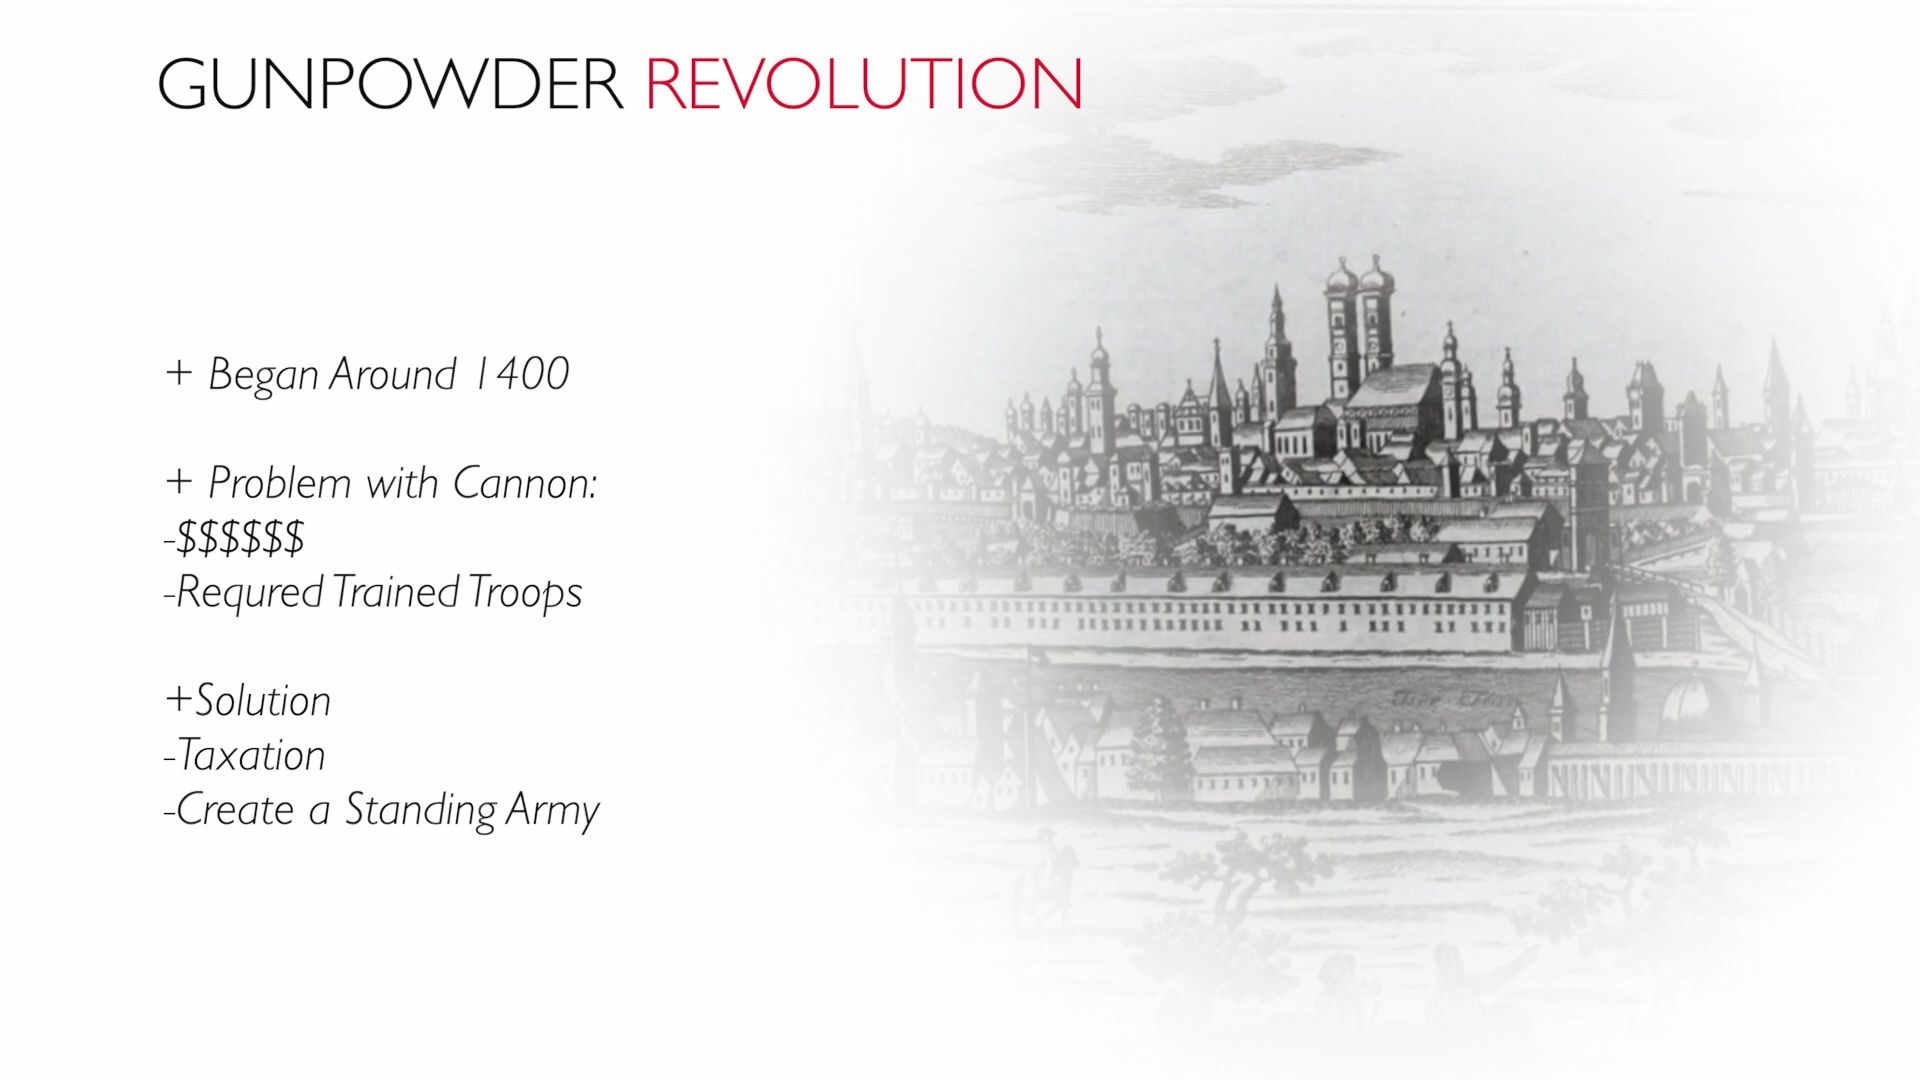 GUNPOWDER REVOLUTION
+ Began Around 1400
+ Problem with Cannon:
-$$$$$$
-Requred Trained Troops
+Solution
-Taxation
-Create a Standing Army